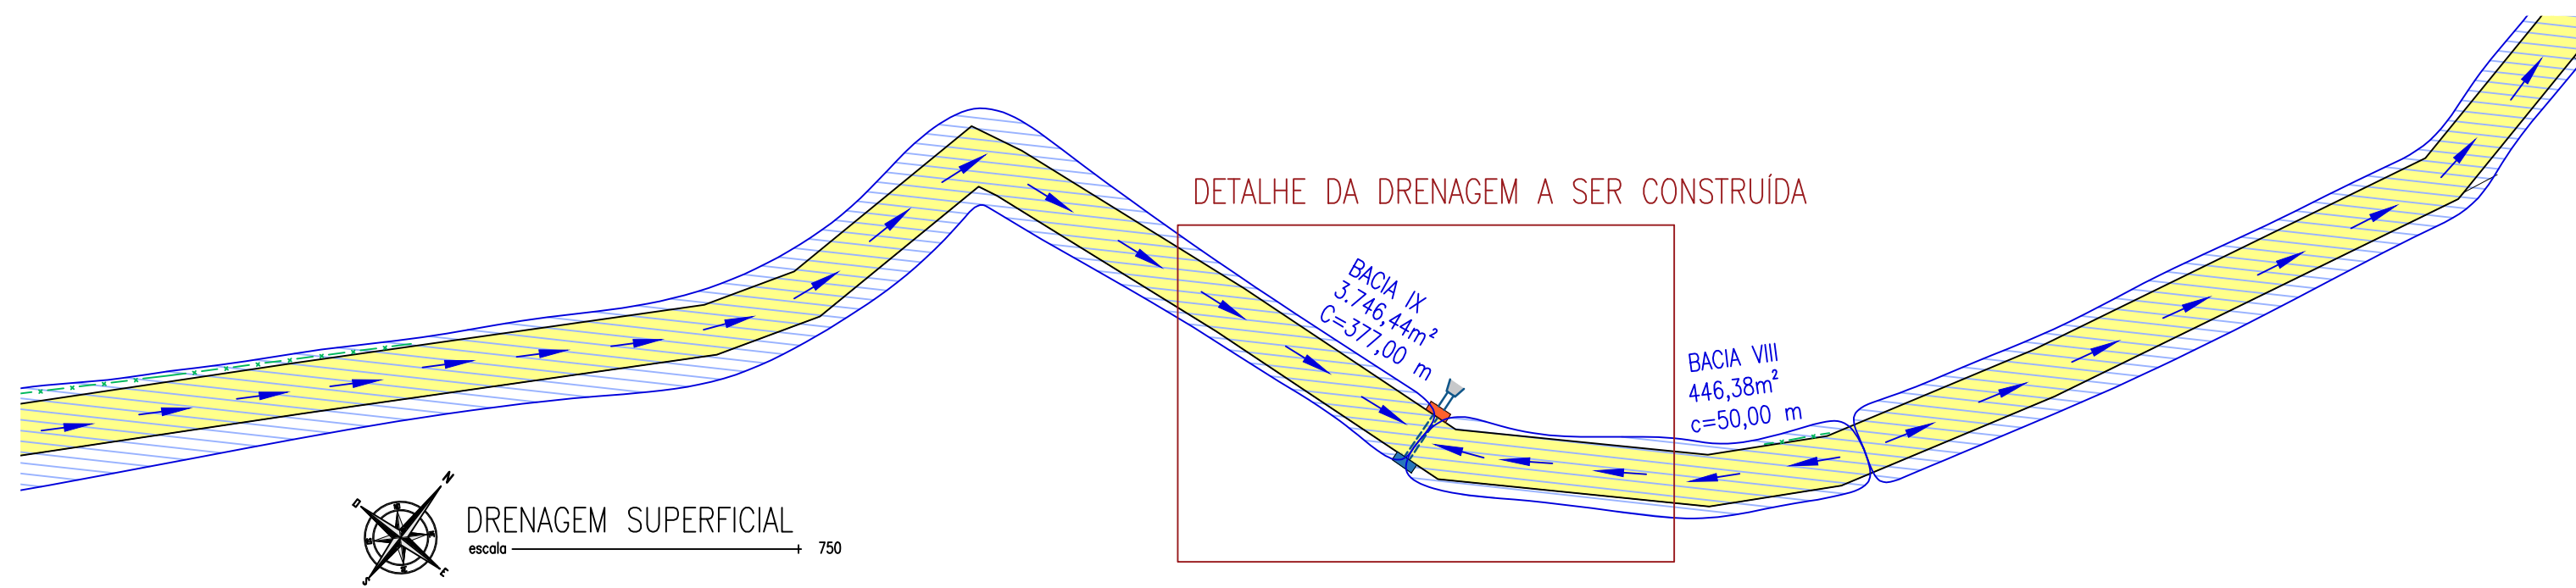 DETALHE DA DRENAGEM A SER CONSTRUÍDA
BACIA IX
3.746,44m²
C=377,00 m
BACIA VIII
446,38m²
c=50,00 m
N
O
S
E
DRENAGEM SUPERFICIAL
escala 750